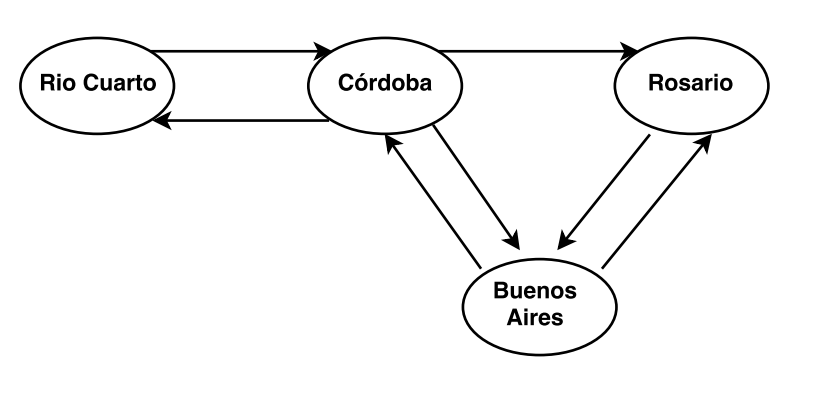 Rio Cuarto
Córdoba
Rosario
Buenos
Aires